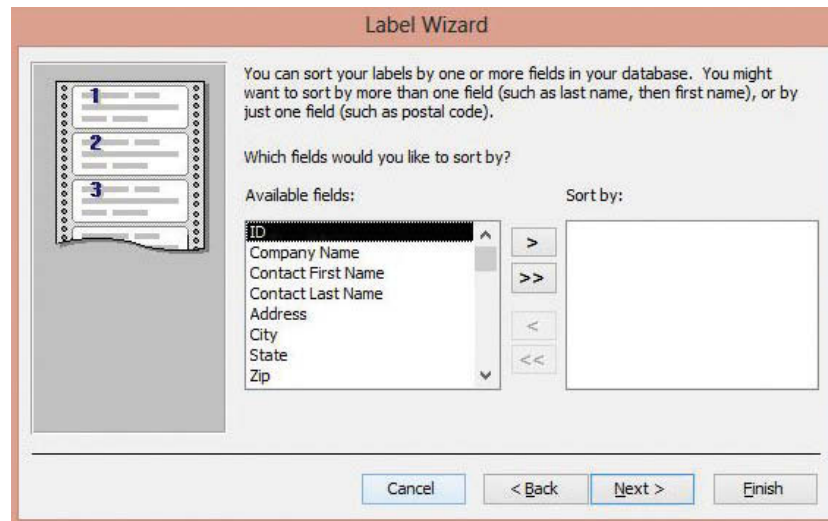 Label Wizard
You can sort your labels by one or more fields in your database.  You might
want to sort by more than one field (such as last name, then first name), or by
just one field (such as postal code).
Which fields would you like to sort by?
Available fields:
Sort by:
1
2
3
ID
Company Name
Contact First Name
Contact Last Name
Address
City
State
Zip
>
>>
<
<<
Cancel
< Back
Next >
Finish